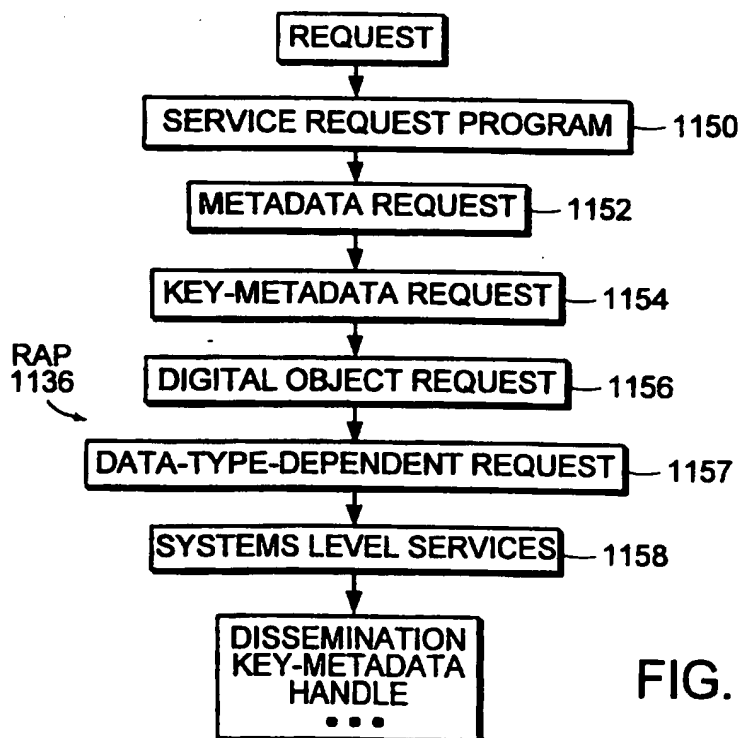 REQUEST
SERVICE REQUEST PROGRAM 1150
METADATA REQUEST 1152
KEY-METADATA REQUEST 1154
RAP
1136
DIGITAL OBJECT REQUEST 1156
DATA-TYPE-DEPENDENT REQUEST 1157
SYSTEMS LEVEL SERVICES 1158
DISSEMINATION
KEY-METADATA
HANDLE
• • •
FIG.